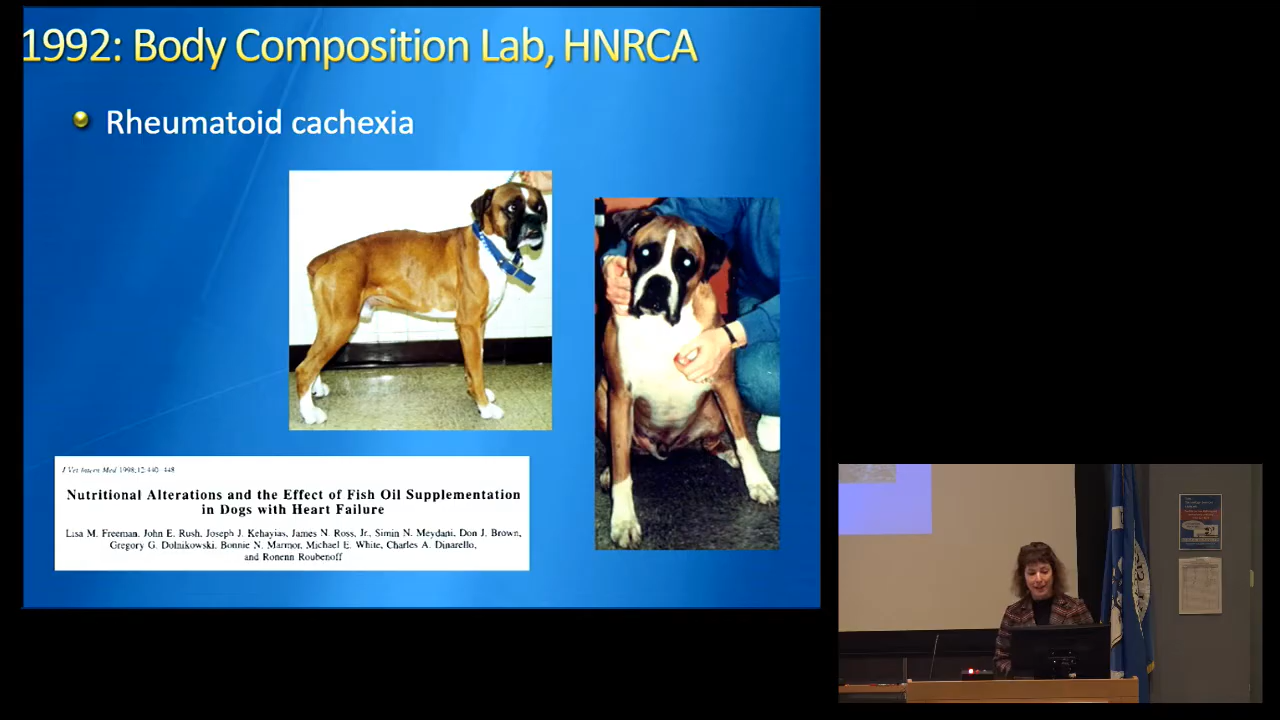 1992: Body Composition Lab, HNRCA
Rheumatoid cachexia
J Vet Intern Med 1998;12:440–448
Nutritional Alterations and the Effect of Fish Oil Supplementation
in Dogs with Heart Failure
Lisa M. Freeman, John E. Rush, Joseph J. Kehayias, James N. Ross, Jr., Simin N. Meydani, Don J. Brown,
Gregory G. Dolnikowski, Bonnie N. Marmor, Michael E. White, Charles A. Dinarello,
and Ronenn Roubenoff